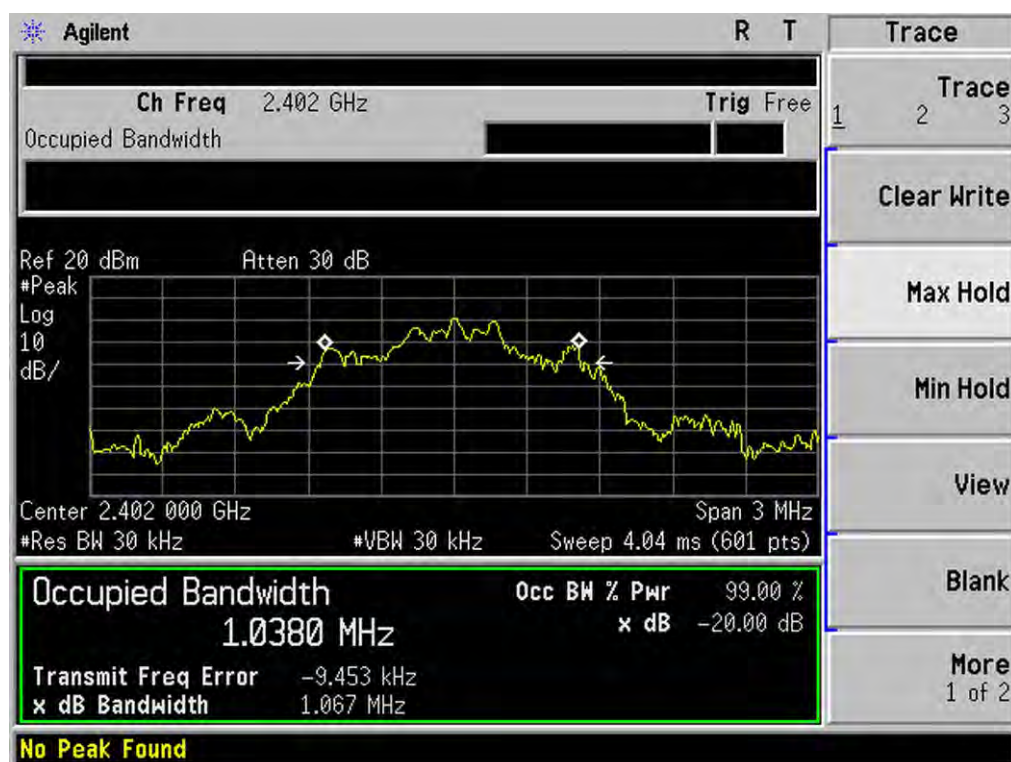 Agilent R T Trace
Ch Freq 2.402 GHz Trig Free
Occupied Bandwidth
Trace
1 2 3
Clear Write
Max Hold
Min Hold
View
Blank
More
1 of 2
Ref 20 dBm Atten 30 dB
#Peak
Log
10
dB/
Center 2.402 000 GHz Span 3 MHz
#Res BW 30 kHz #VBW 30 kHz Sweep 4.04 ms (601 pts)
Occupied Bandwidth Occ BW % Pwr 99.00 %
1.0380 MHz x dB -20.00 dB
Transmit Freq Error -9.453 kHz
x dB Bandwidth 1.067 MHz
No Peak Found